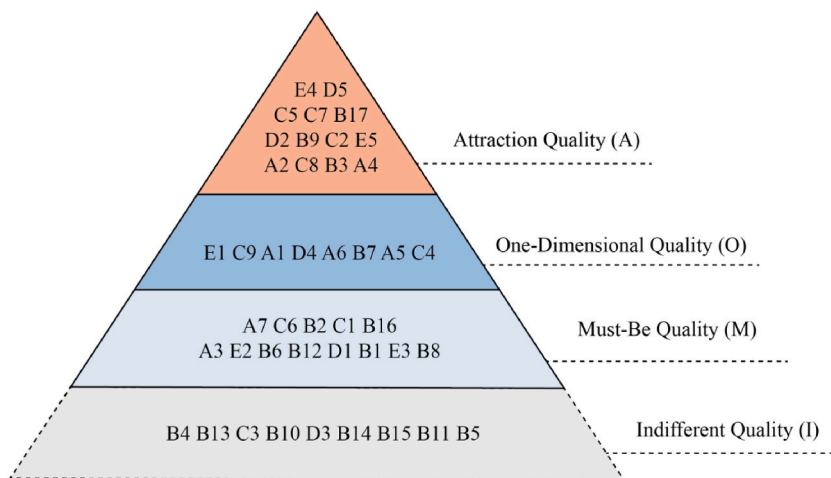 E4 D5
C5 C7 B17
D2 B9 C2 E5
A2 C8 B3 A4
Attraction Quality (A)
E1 C9 A1 D4 A6 B7 A5 C4
One-Dimensional Quality (O)
A7 C6 B2 C1 B16
A3 E2 B6 B12 D1 B1 E3 B8
Must-Be Quality (M)
B4 B13 C3 B10 D3 B14 B15 B11 B5
Indifferent Quality (I)